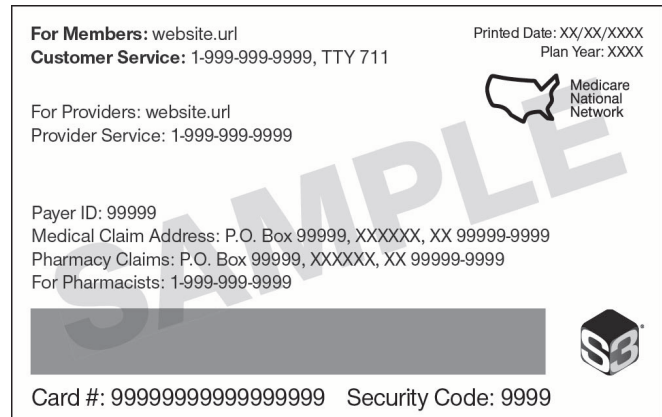 For Members: website.url
Customer Service: 1-999-999-9999, TTY 711
Printed Date: XX/XX/XXXX
Plan Year: XXXX
Medicare
National
Network
For Providers: website.url
Provider Service: 1-999-999-9999
SAMPLE
Payer ID: 99999
Medical Claim Address: P.O. Box 99999, XXXXXX, XX 99999-9999
Pharmacy Claims: P.O. Box 99999, XXXXXX, XX 99999-9999
For Pharmacists: 1-999-999-9999
S3
Card #: 99999999999999999 Security Code: 9999